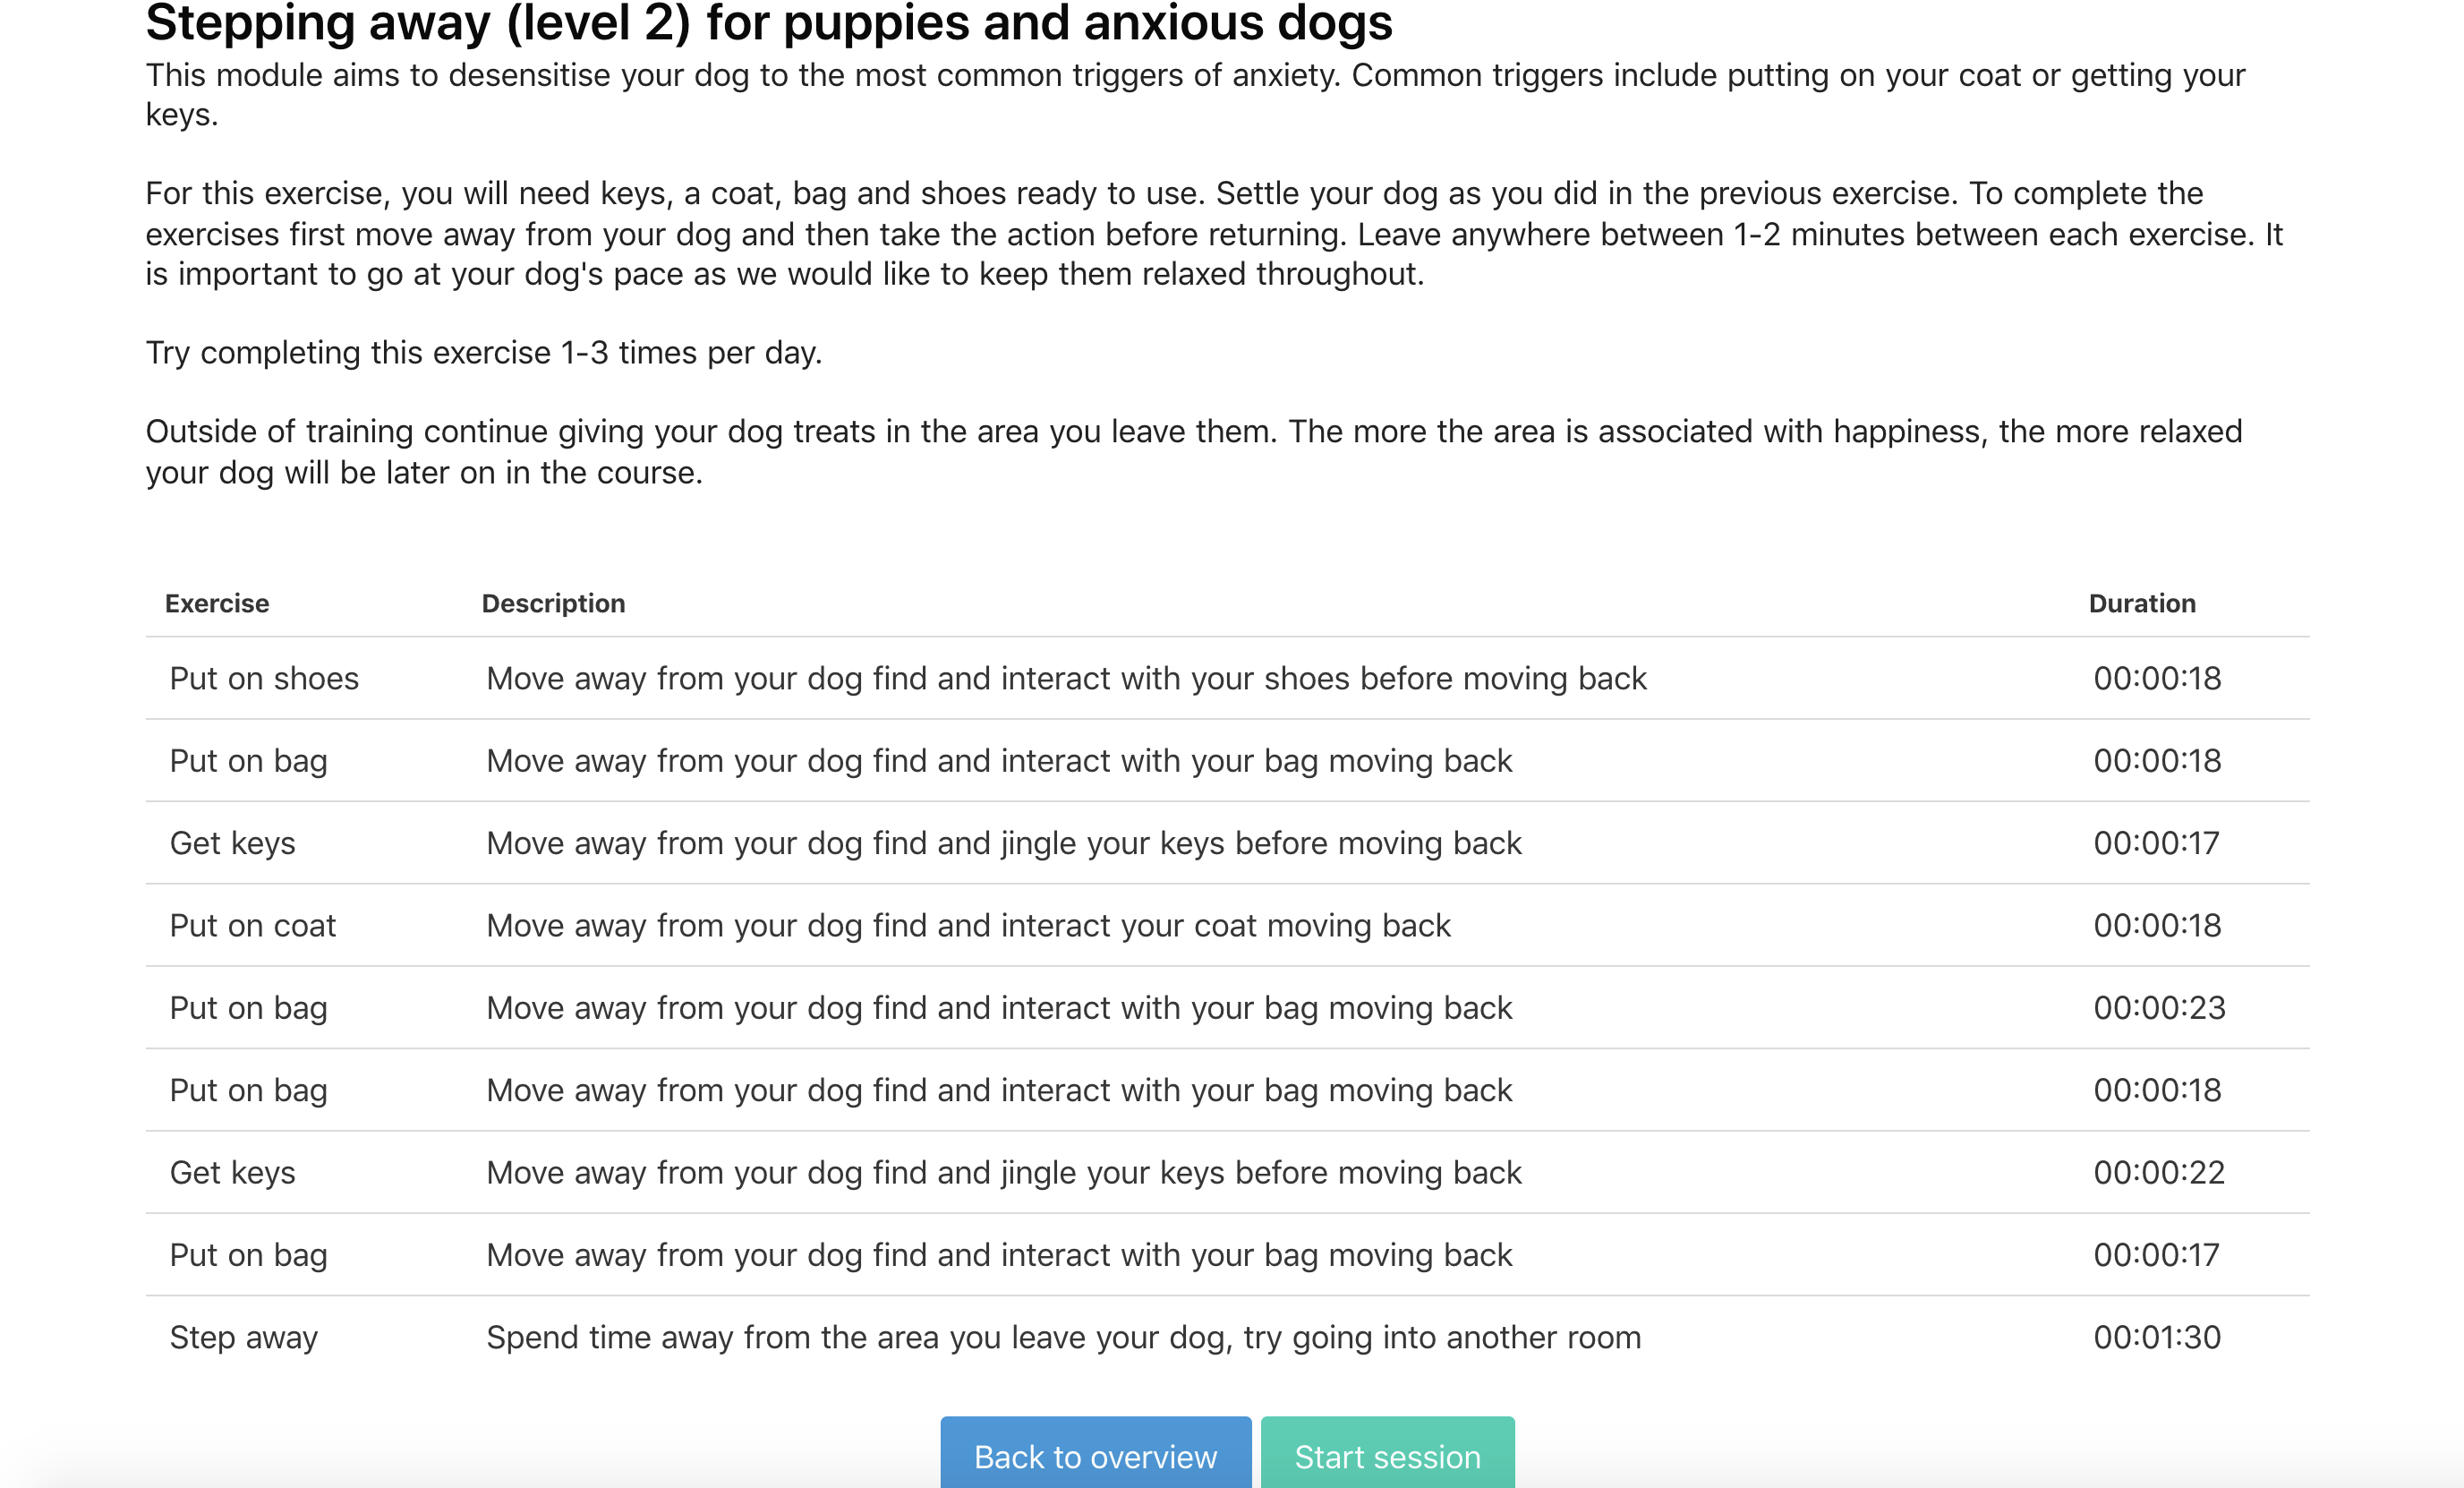 Stepping away (level 2) for puppies and anxious dogs
This module aims to desensitise your dog to the most common triggers of anxiety. Common triggers include putting on your coat or getting your
keys.
For this exercise, you will need keys, a coat, bag and shoes ready to use. Settle your dog as you did in the previous exercise. To complete the
exercises first move away from your dog and then take the action before returning. Leave anywhere between 1-2 minutes between each exercise. It
is important to go at your dog's pace as we would like to keep them relaxed throughout.
Try completing this exercise 1-3 times per day.
Outside of training continue giving your dog treats in the area you leave them. The more the area is associated with happiness, the more relaxed
your dog will be later on in the course.
Exercise Description Duration
Put on shoes Move away from your dog find and interact with your shoes before moving back 00:00:18
Put on bag Move away from your dog find and interact with your bag moving back 00:00:18
Get keys Move away from your dog find and jingle your keys before moving back 00:00:17
Put on coat Move away from your dog find and interact your coat moving back 00:00:18
Put on bag Move away from your dog find and interact with your bag moving back 00:00:23
Put on bag Move away from your dog find and interact with your bag moving back 00:00:18
Get keys Move away from your dog find and jingle your keys before moving back 00:00:22
Put on bag Move away from your dog find and interact with your bag moving back 00:00:17
Step away Spend time away from the area you leave your dog, try going into another room 00:01:30
Back to overview Start session